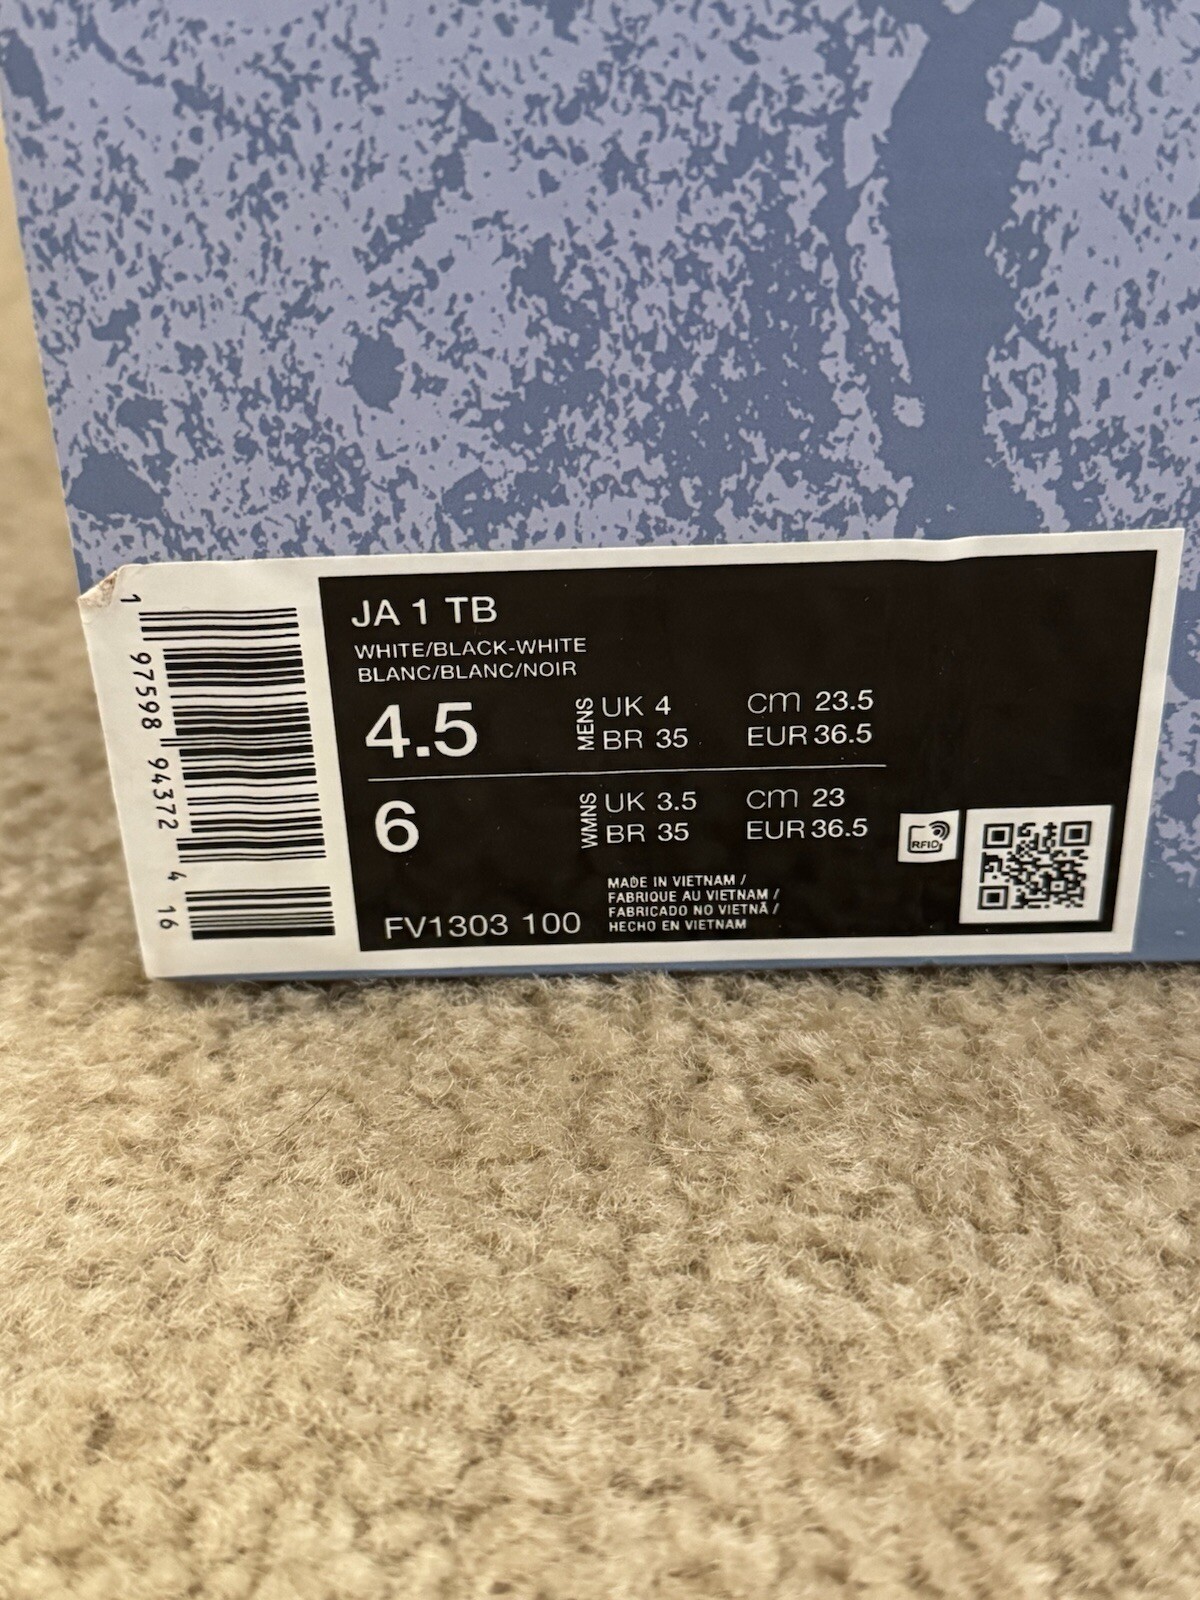 JA 1 TB
WHITE/BLACK-WHITE
BLANC/BLANC/NOIR
4.5 MENS UK 4 CM 23.5
BR 35 EUR 36.5
6 WMNS UK 3.5 CM 23
BR 35 EUR 36.5
RFID
MADE IN VIETNAM /
FABRIQUE AU VIETNAM /
FABRICADO NO VIETNÃ /
HECHO EN VIETNAM
FV1303 100
1 97598 94372 4 16